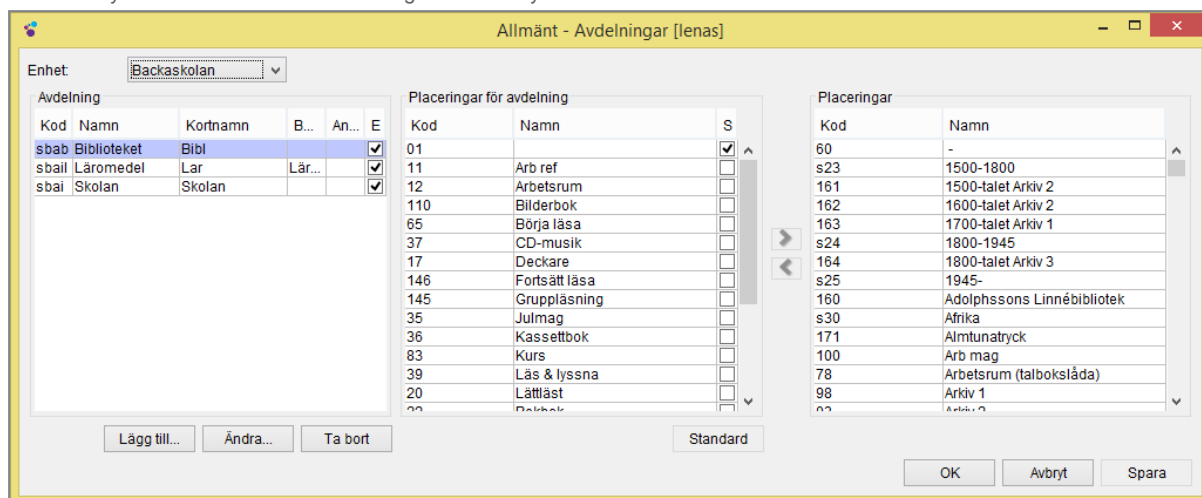 Allmänt - Avdelningar [lenas]
Enhet: Backaskolan
Avdelning
Kod Namn Kortnamn B... An... E
sbab Biblioteket Bibl
sbail Läromedel Lar Lär...
sbai Skolan Skolan
Lägg till... Ändra... Ta bort
Placeringar för avdelning
Kod Namn S
01
11 Arb ref
12 Arbetsrum
110 Bilderbok
65 Börja läsa
37 CD-musik
17 Deckare
146 Fortsätt läsa
145 Gruppläsning
35 Julmag
36 Kassettbok
83 Kurs
39 Läs & lyssna
20 Lättläst
Standard
Placeringar
Kod Namn
60 -
s23 1500-1800
161 1500-talet Arkiv 2
162 1600-talet Arkiv 2
163 1700-talet Arkiv 1
s24 1800-1945
164 1800-talet Arkiv 3
s25 1945-
160 Adolphssons Linnébibliotek
s30 Afrika
171 Almtunatryck
100 Arb mag
78 Arbetsrum (talbokslåda)
98 Arkiv 1
OK Avbryt Spara